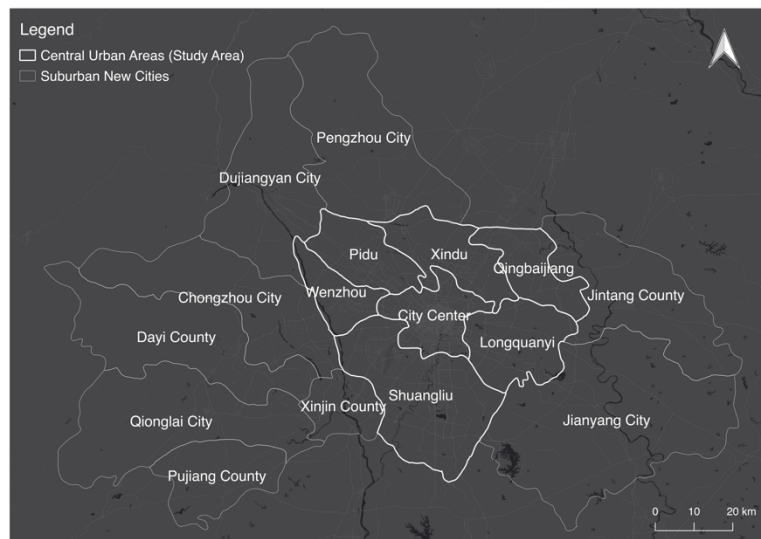 Legend
Central Urban Areas (Study Area)
Suburban New Cities
Pengzhou City
Dujiangyan City
Pidu
Xindu
Qingbaijiang
Wenzhou
Chongzhou City
Jintang County
City Center
Dayi County
Longquanyi
Shuangliu
Xinjin County
Qionglai City
Jianyang City
Pujiang County
0 10 20 km